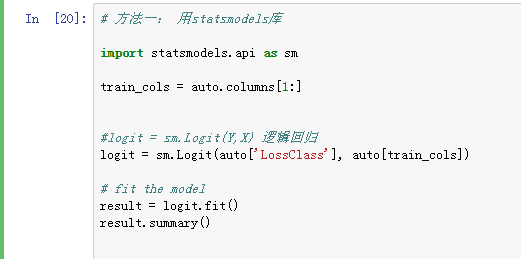 In [20]:
# 方法一： 用statsmodels库
import statsmodels.api as sm
train_cols = auto.columns[1:]
#logit = sm.Logit(Y,X) 逻辑回归
logit = sm.Logit(auto['LossClass'], auto[train_cols])
# fit the model
result = logit.fit()
result.summary()